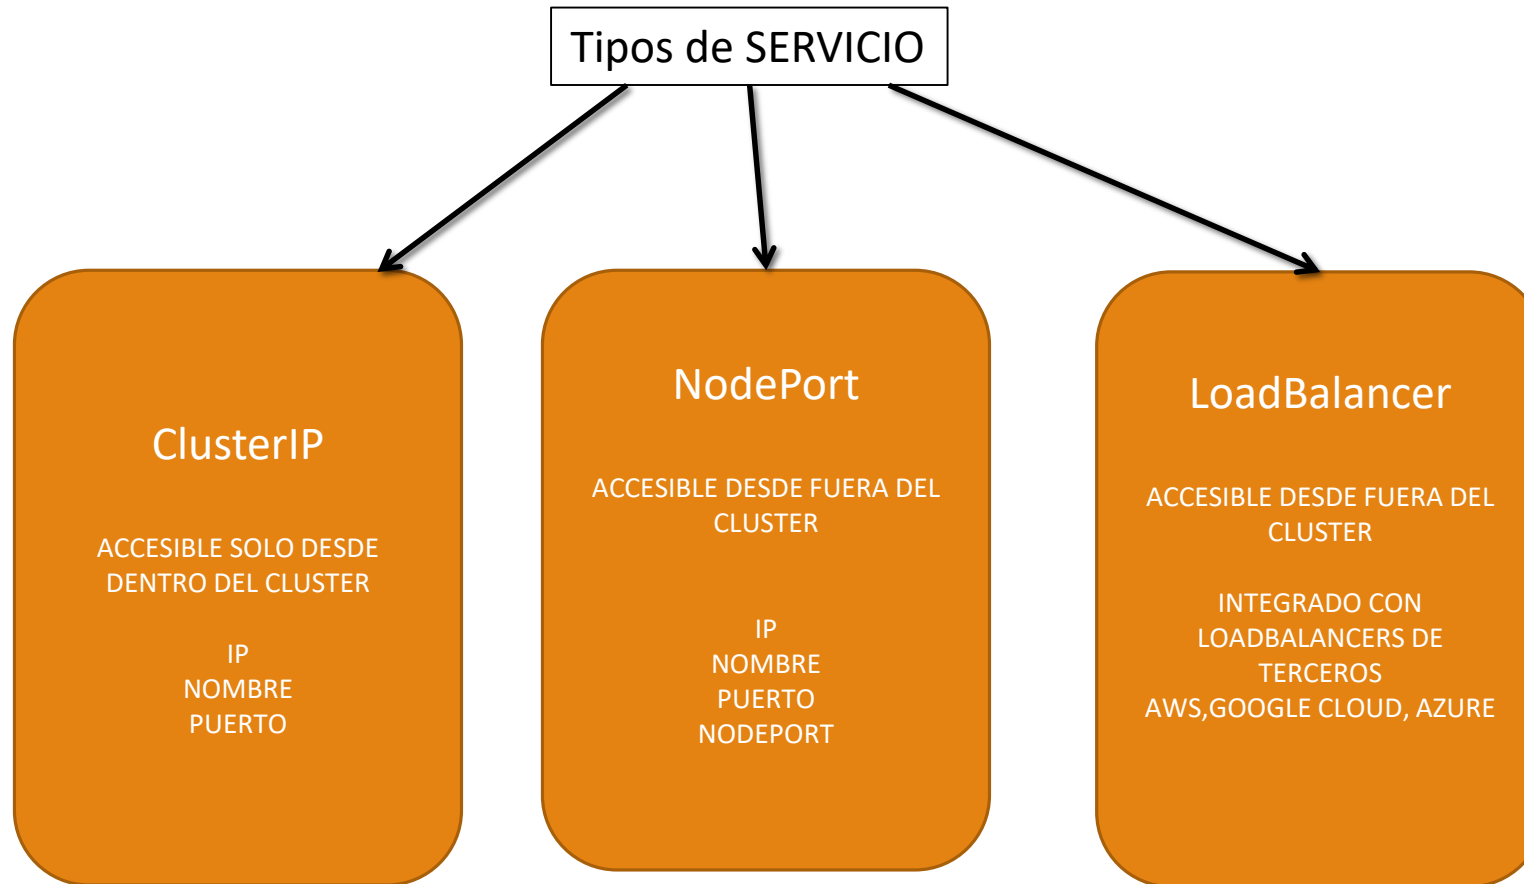 Tipos de SERVICIO
ClusterIP
ACCESIBLE SOLO DESDE
DENTRO DEL CLUSTER
IP
NOMBRE
PUERTO
NodePort
ACCESIBLE DESDE FUERA DEL
CLUSTER
IP
NOMBRE
PUERTO
NODEPORT
LoadBalancer
ACCESIBLE DESDE FUERA DEL
CLUSTER
INTEGRADO CON
LOADBALANCERS DE
TERCEROS
AWS,GOOGLE CLOUD, AZURE